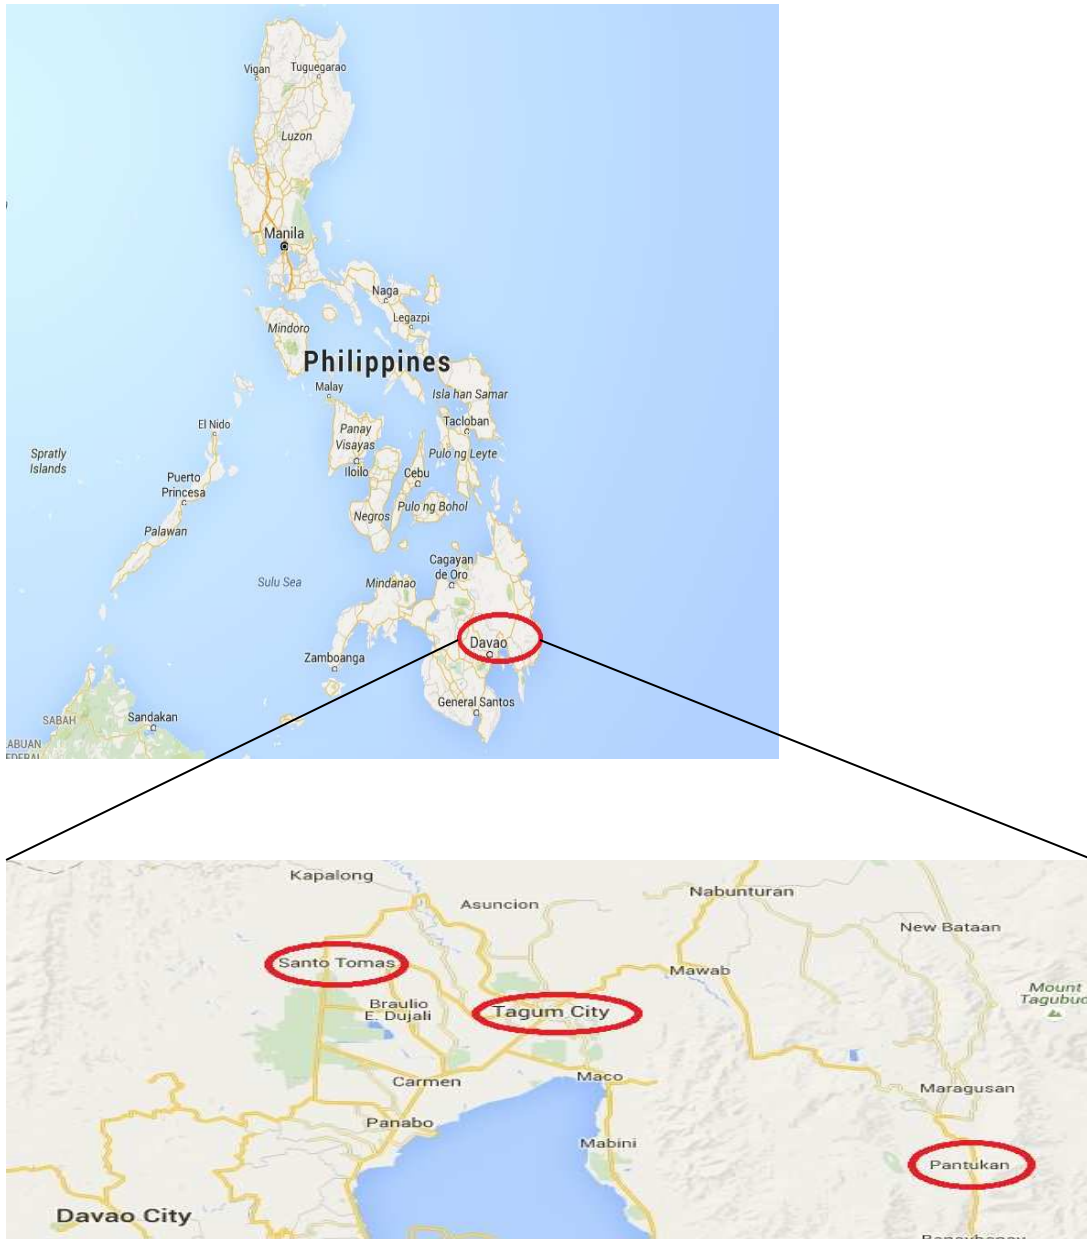 Vigan
Tuguegarao
Luzon
Manila
Naga
Legazpi
Mindoro
Philippines
Malay
Isla han Samar
El Nido
Tacloban
Panay
Visayas
Pulo ng Leyte
Spratly
Islands
Iloilo
Cebu
Puerto
Princesa
Pulo ng Bohol
Negros
Palawan
Cagayan
de Oro
Sulu Sea
Mindanao
Davao
Zamboanga
General Santos
SABAH
Sandakan
ABUAN
Kapalong
Nabunturan
Asuncion
New Bataan
Santo Tomas
Mawab
Mount
Tagubud
Braulio
E. Dujali
Tagum City
Carmen
Maco
Maragusan
Panabo
Mabini
Pantukan
Davao City